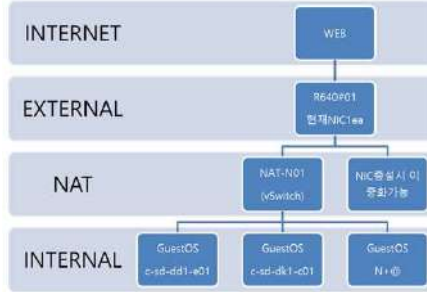 INTERNET
WEB
EXTERNAL
R640#01
현재NIC1ea
NAT
NAT-N01
(vSwitch)
NIC증설시 이
중화가능
INTERNAL
GuestOS
c-sd-dd1-e01
GuestOS
c-sd-dk1-c01
GuestOS
N+@